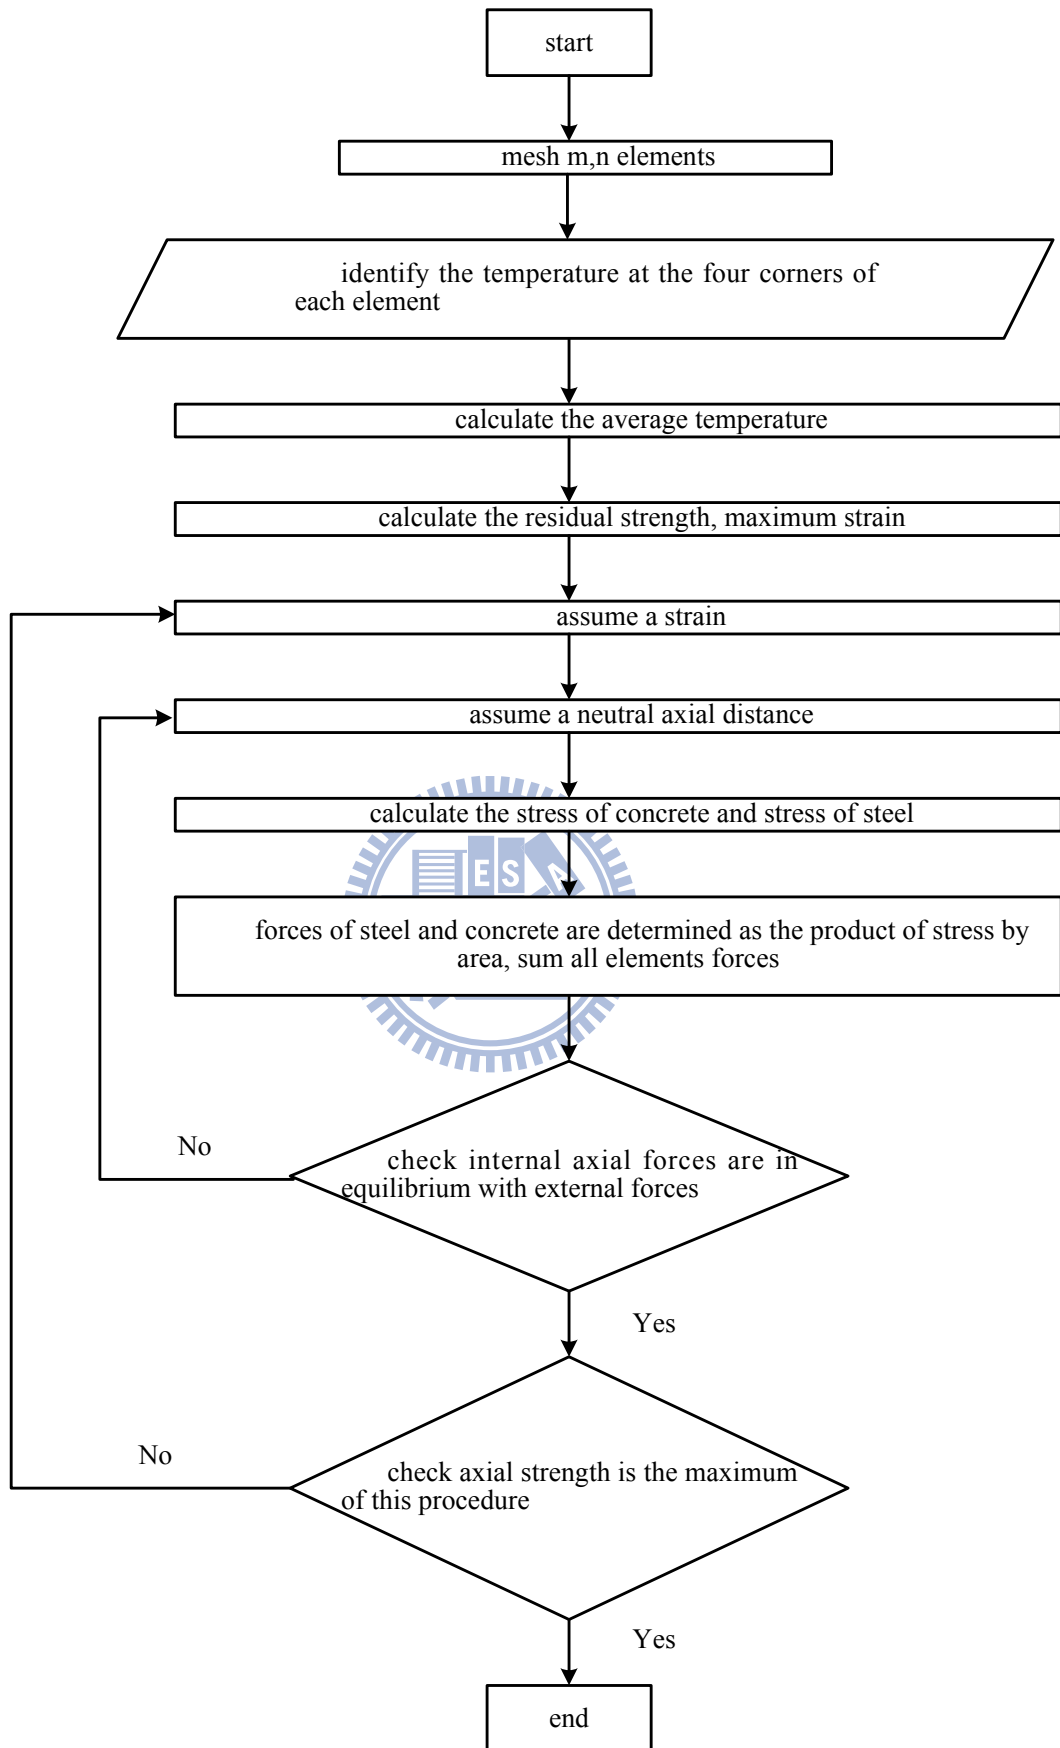 start
mesh m,n elements
identify the temperature at the four corners of
each element
calculate the average temperature
calculate the residual strength, maximum strain
assume a strain
assume a neutral axial distance
calculate the stress of concrete and stress of steel
E S A
forces of steel and concrete are determined as the product of stress by
area, sum all elements forces
check internal axial forces are in
equilibrium with external forces
No
Yes
check axial strength is the maximum
of this procedure
No
Yes
end